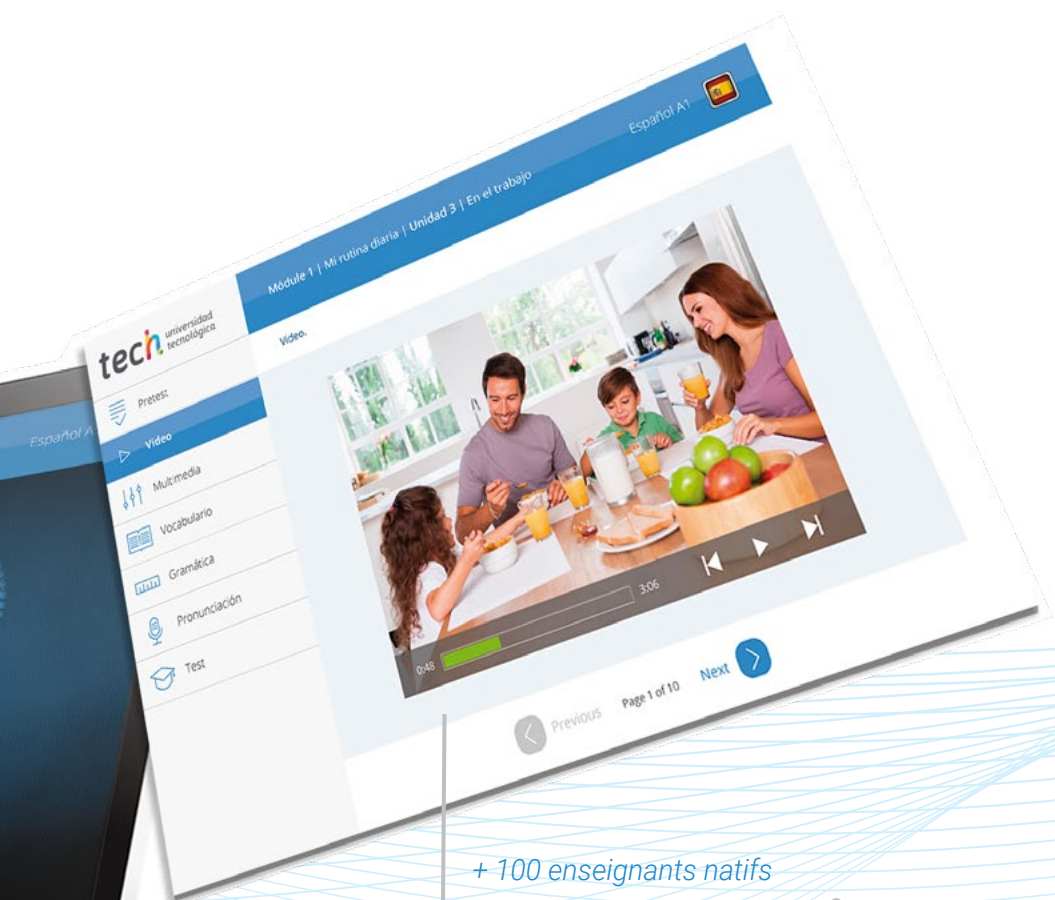 Español A1
Módule 1 | Mi rutina diaria | Unidad 3 | En el trabajo
tech universidad
tecnológica
Video.
Pretest
Video
Multimedia
Vocabulario
Gramática
Pronunciación
Test
Español A
0:48
3:06
Previous
Page 1 of 10
Next
+ 100 enseignants natifs